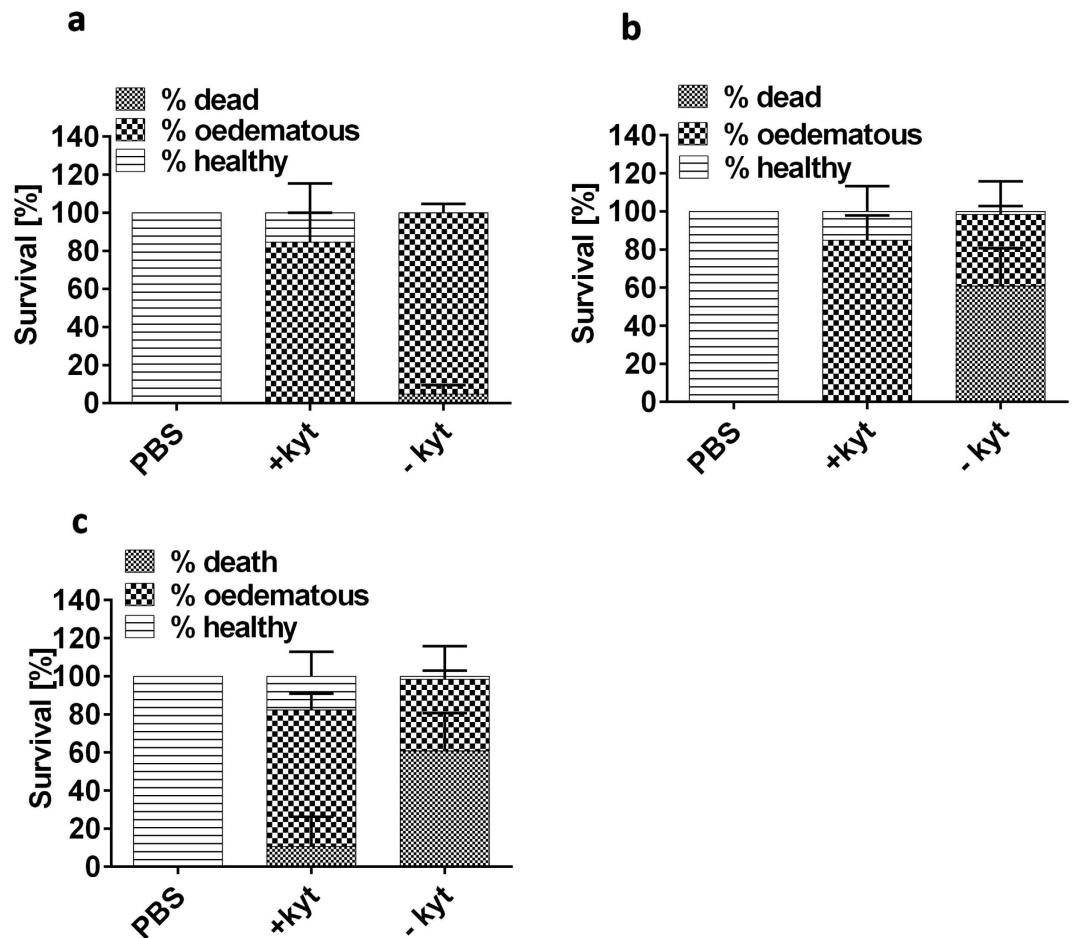 a
% dead
% oedematous
% healthy
Survival [%]
140
120
100
80
60
40
20
0
PBS
+kyt
- kyt
b
% dead
% oedematous
% healthy
Survival [%]
140
120
100
80
60
40
20
0
PBS
+kyt
- kyt
c
% death
% oedematous
% healthy
Survival [%]
140
120
100
80
60
40
20
0
PBS
+kyt
- kyt